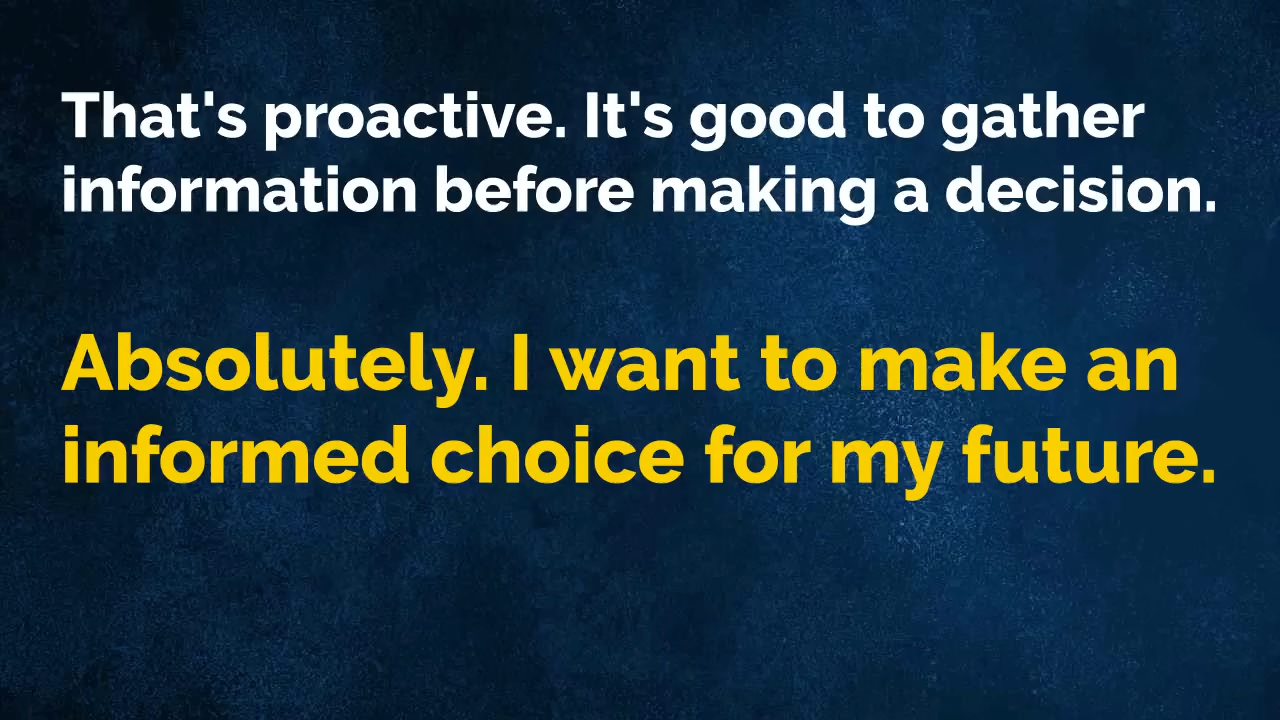 That's proactive. It's good to gather
information before making a decision.
Absolutely. I want to make an
informed choice for my future.